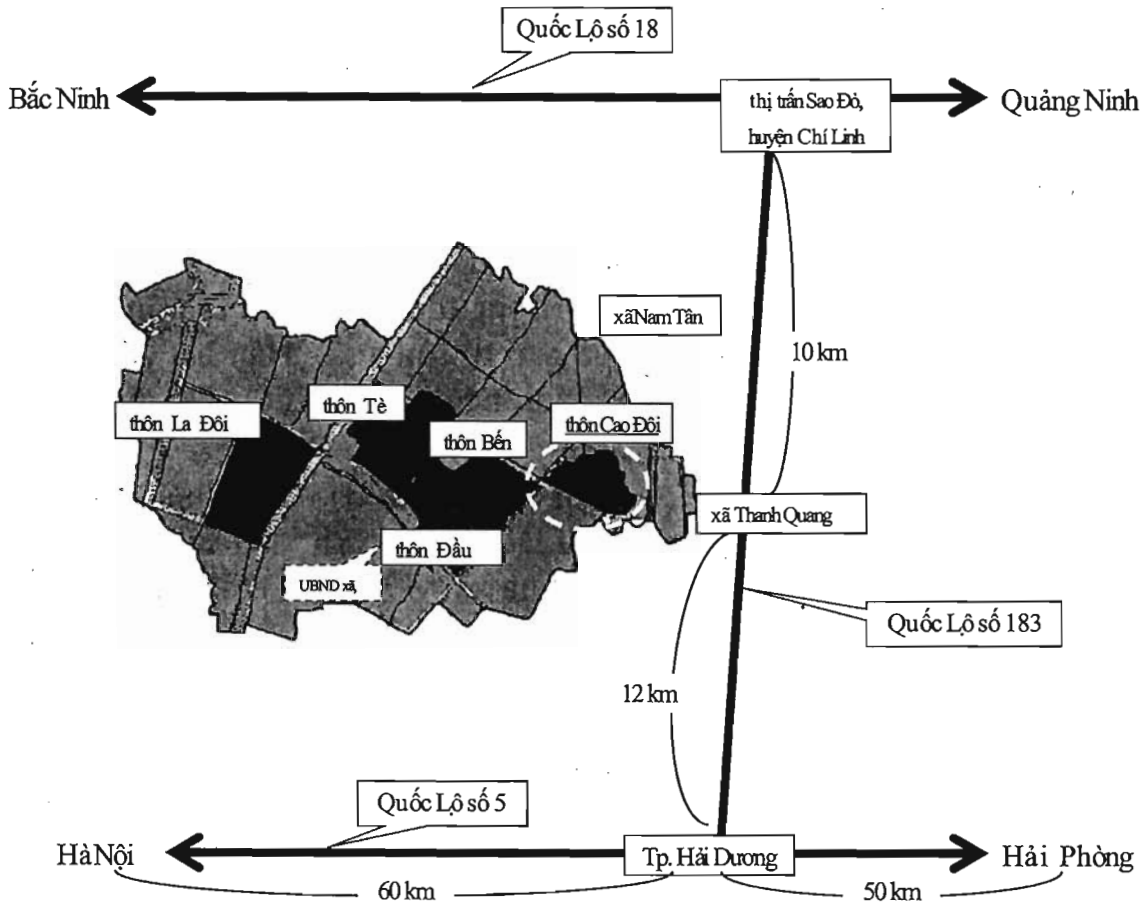 Quốc Lộ số 18
Bắc Ninh
thị trấn Sao Đỏ,
huyện Chí Linh
Quảng Ninh
xã Nam Tân
10 km
thôn La Đôi
thôn Tè
thôn Bến
thôn Cao Đôi
xã Thanh Quang
thôn Đầu
UBND xã,
Quốc Lộ số 183
12 km
Quốc Lộ số 5
Hà Nội
Tp. Hải Dương
Hải Phòng
60 km
50 km